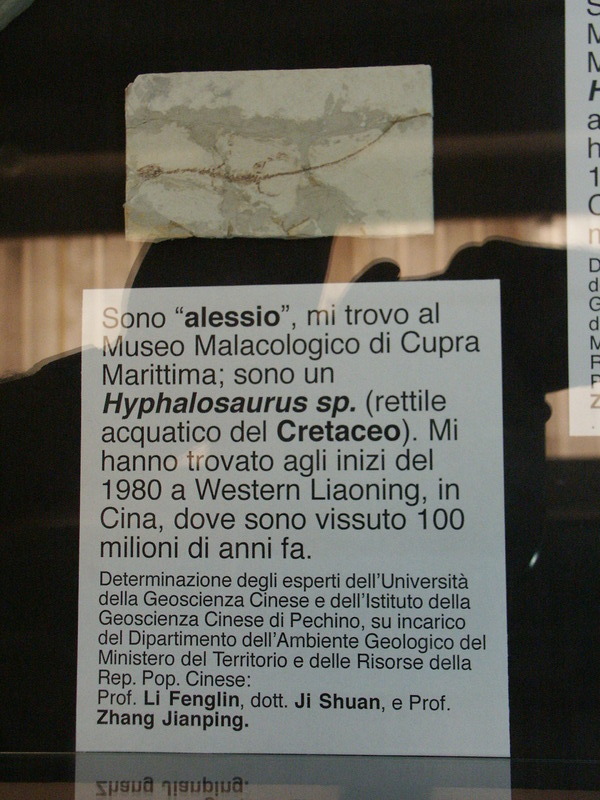 Sono “alessio”, mi trovo al
Museo Malacologico di Cupra
Marittima; sono un
Hyphalosaurus sp. (rettile
acquatico del Cretaceo). Mi
hanno trovato agli inizi del
1980 a Western Liaoning, in
Cina, dove sono vissuto 100
milioni di anni fa.
Determinazione degli esperti dell'Università
della Geoscienza Cinese e dell'Istituto della
Geoscienza Cinese di Pechino, su incarico
del Dipartimento dell'Ambiente Geologico del
Ministero del Territorio e delle Risorse della
Rep. Pop. Cinese:
Prof. Li Fenglin, dott. Ji Shuan, e Prof.
Zhang Jianping.